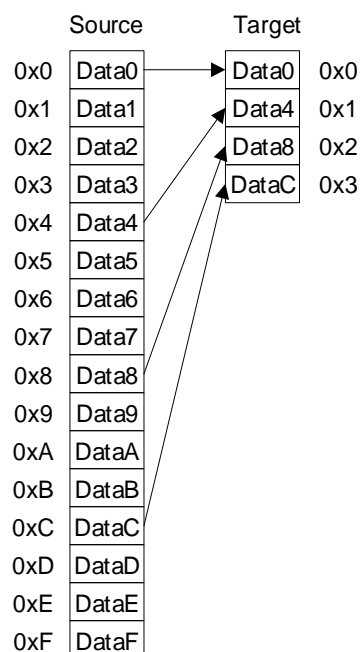 Source Target
0x0 Data0 Data0 0x0
0x1 Data1 Data4 0x1
0x2 Data2 Data8 0x2
0x3 Data3 DataC 0x3
0x4 Data4
0x5 Data5
0x6 Data6
0x7 Data7
0x8 Data8
0x9 Data9
0xA DataA
0xB DataB
0xC DataC
0xD DataD
0xE DataE
0xF DataF